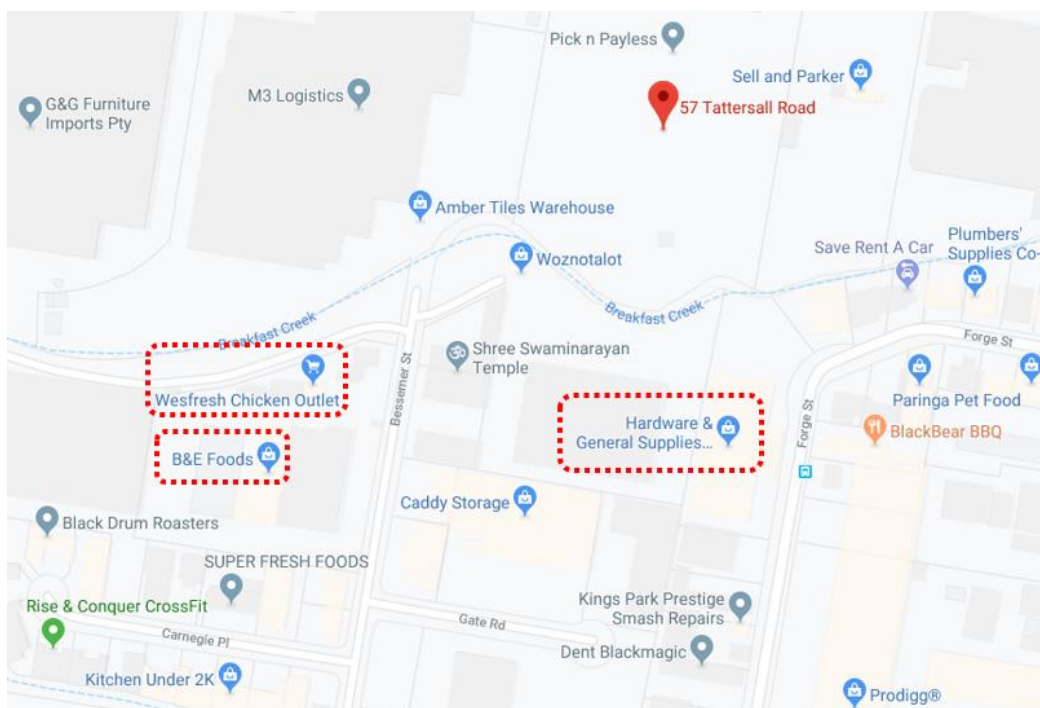 Pick n Payless
Sell and Parker
M3 Logistics
G&G Furniture
Imports Pty
57 Tattersall Road
Amber Tiles Warehouse
Woznotalot
Save Rent A Car
Plumbers'
Supplies Co-
Breakfast Creek
Breakfast Creek
Forge St
Shree Swaminarayan
Temple
Bessemer St
Wesfresh Chicken Outlet
Paringa Pet Food
Hardware &
General Supplies...
Forge St
BlackBear BBQ
B&E Foods
Caddy Storage
Black Drum Roasters
SUPER FRESH FOODS
Rise & Conquer CrossFit
Kings Park Prestige
Smash Repairs
Gate Rd
Carnegie Pl
Dent Blackmagic
Kitchen Under 2K
Prodigg®